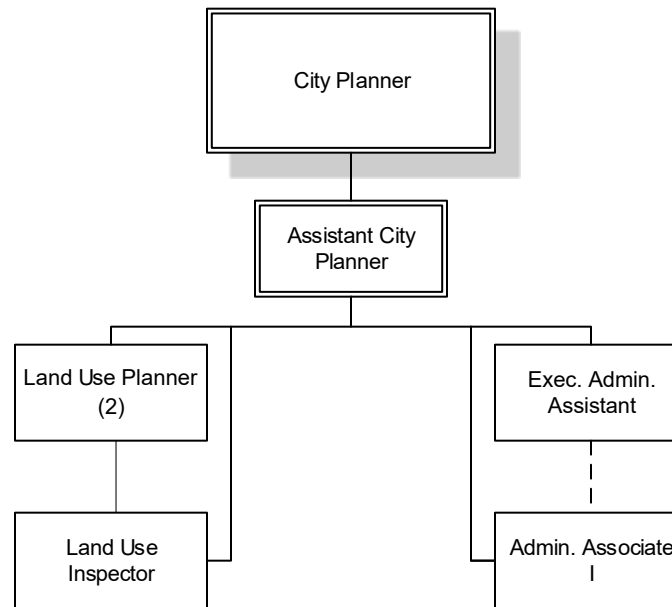 City Planner
Assistant City
Planner
Land Use Planner
(2)
Exec. Admin.
Assistant
Land Use
Inspector
Admin. Associate
I